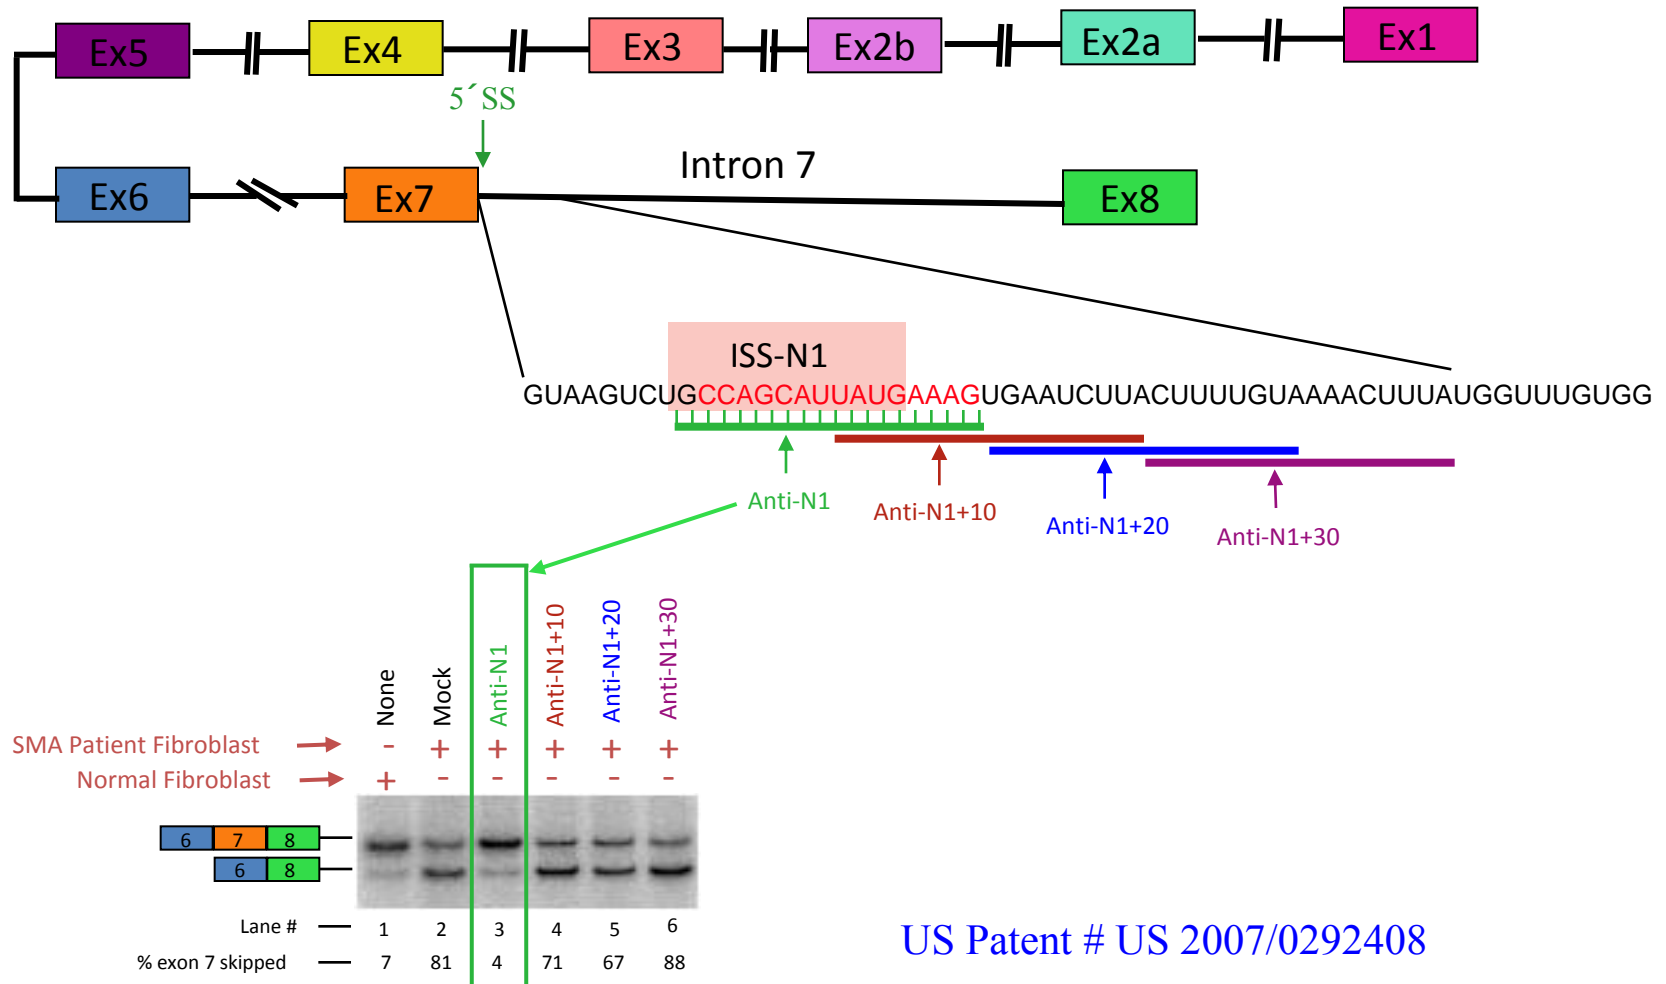 Ex5 Ex4 Ex3 Ex2b Ex2a Ex1
5´SS
Intron 7
Ex6 Ex7 Ex8
ISS-N1
GUAAGUCUGCCAGCAUUAUGAAAGUGAAUCUUACUUUUGUAAAACUUUAUGGUUUGUGG
Anti-N1
Anti-N1+10
Anti-N1+20
Anti-N1+30
None Mock Anti-N1 Anti-N1+10 Anti-N1+20 Anti-N1+30
SMA Patient Fibroblast - + + + + +
Normal Fibroblast + - - - - -
6 7 8
6 8
Lane # 1 2 3 4 5 6
% exon 7 skipped 7 81 4 71 67 88
US Patent # US 2007/0292408